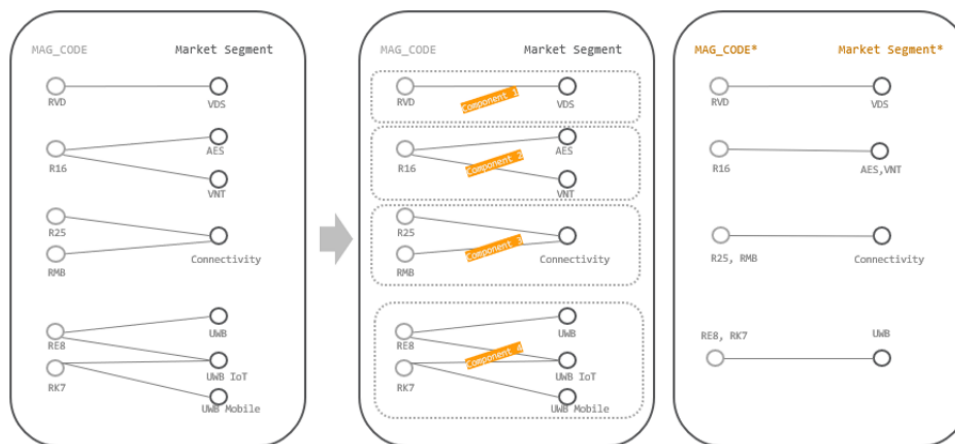 MAG_CODE Market Segment
RVD VDS
AES
R16
VNT
R25
Connectivity
RMB
UWB
RE8
UWB IoT
RK7
UWB Mobile
MAG_CODE Market Segment
RVD Component 1 VDS
AES
R16 Component 2
VNT
R25
Component 3
RMB Connectivity
UWB
RE8 Component 4
UWB IoT
RK7
UWB Mobile
MAG_CODE* Market Segment*
RVD VDS
R16 AES,VNT
R25, RMB Connectivity
RE8, RK7 UWB